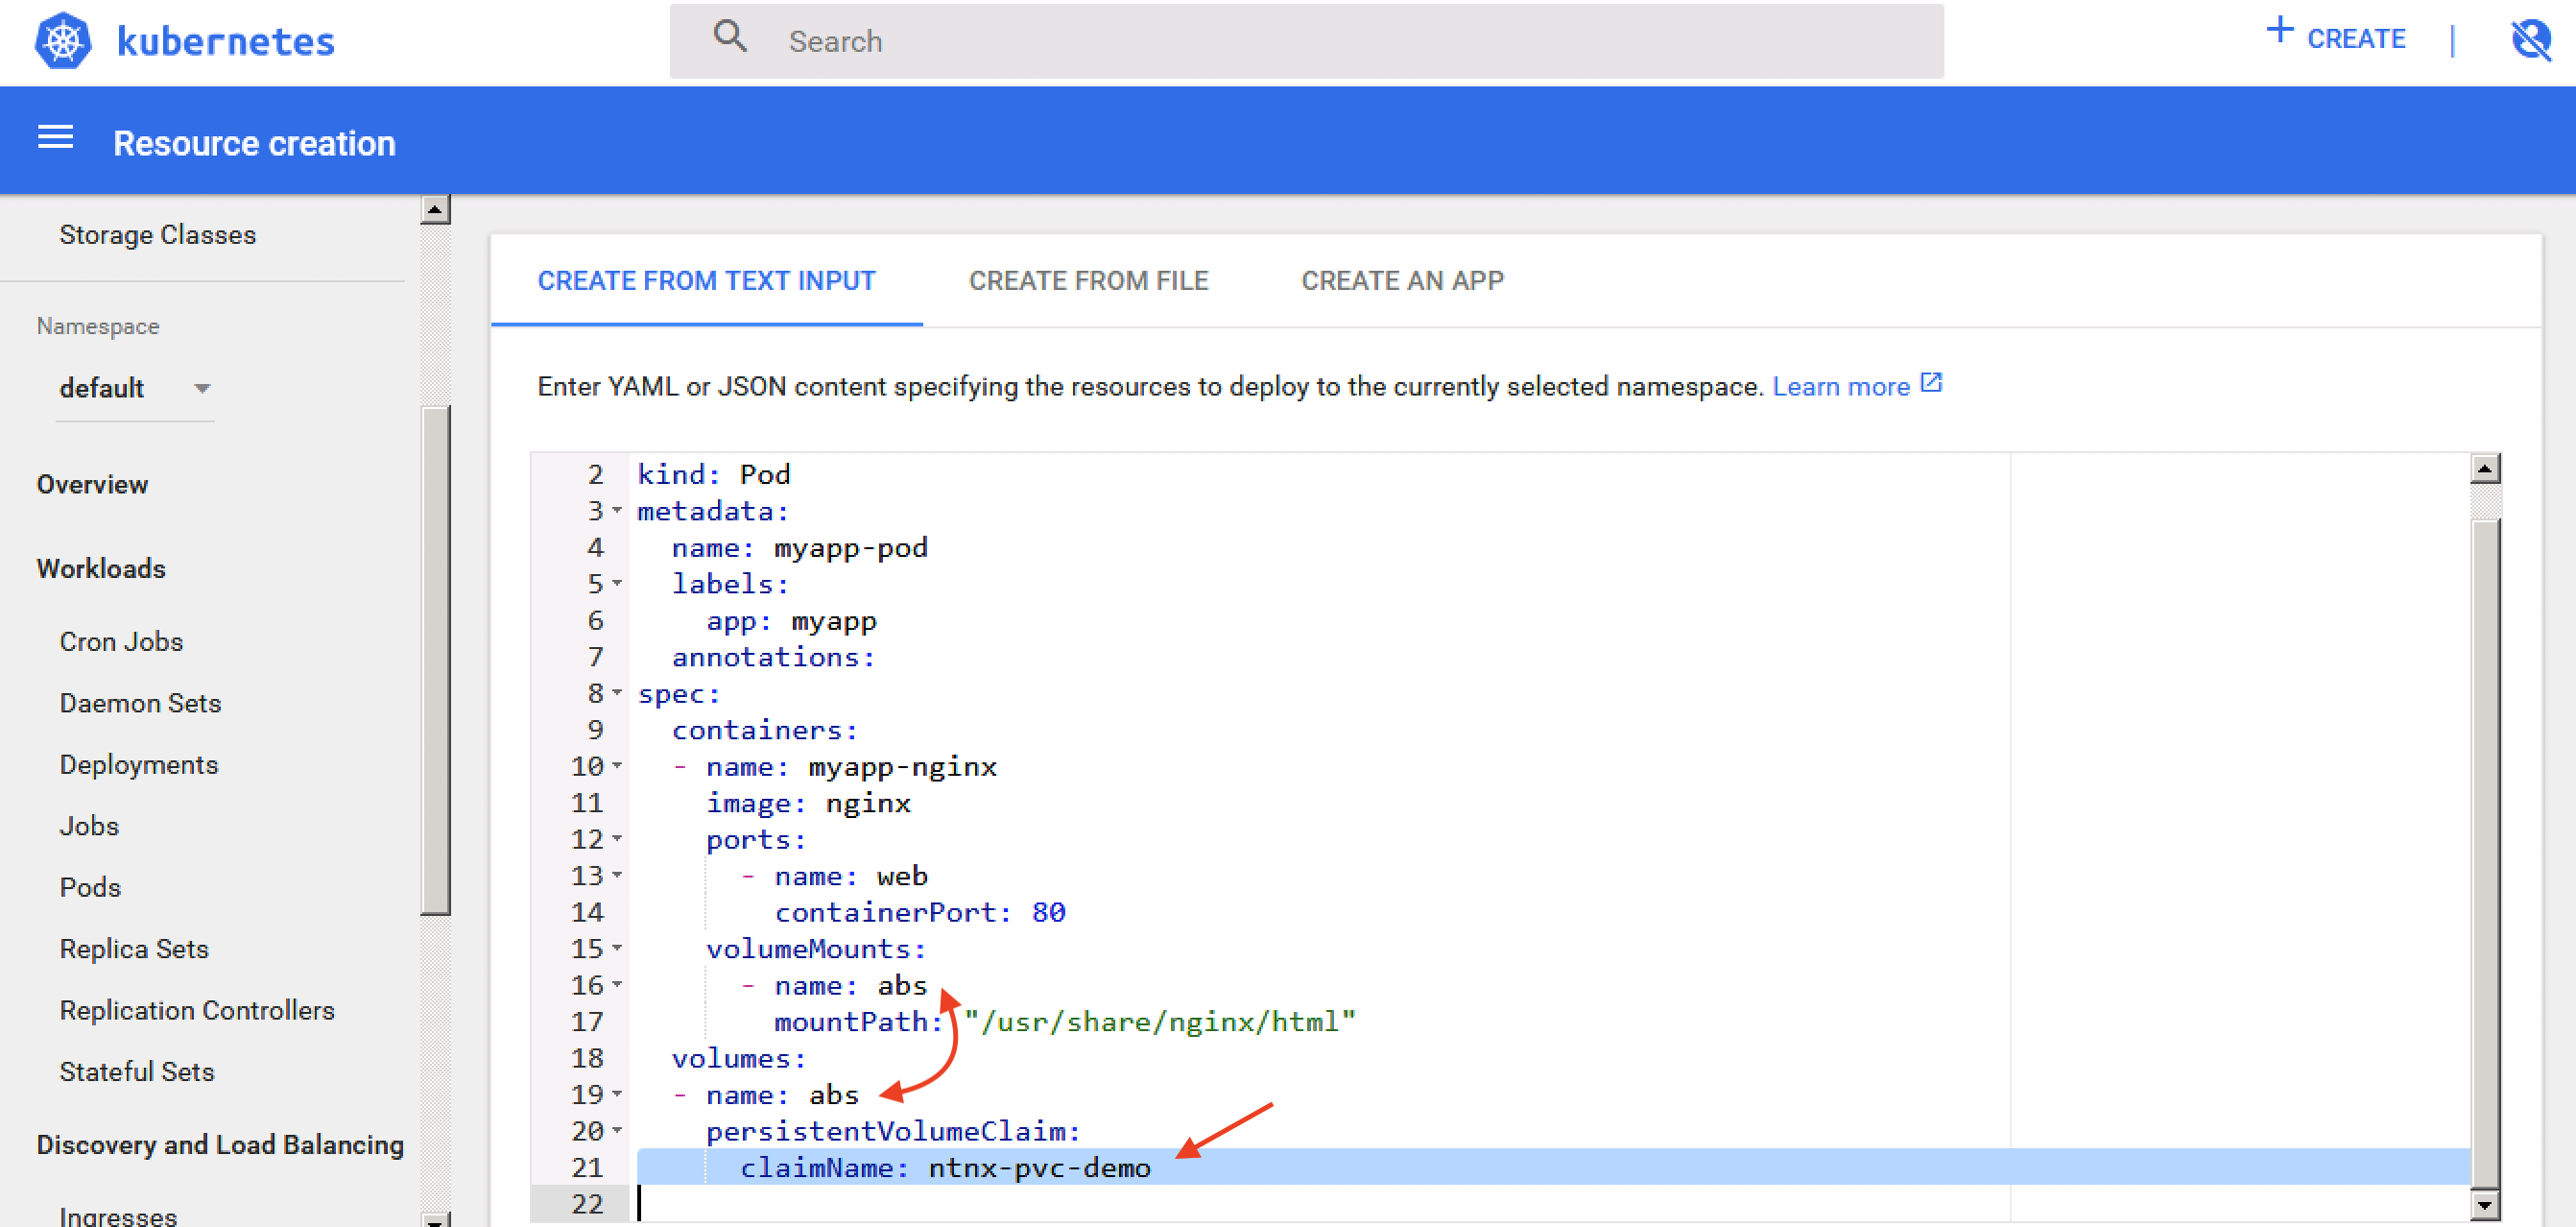 kubernetes
Search
+ CREATE |
Resource creation
Storage Classes
Namespace
default
Overview
Workloads
Cron Jobs
Daemon Sets
Deployments
Jobs
Pods
Replica Sets
Replication Controllers
Stateful Sets
Discovery and Load Balancing
Ingresses
CREATE FROM TEXT INPUT CREATE FROM FILE CREATE AN APP
Enter YAML or JSON content specifying the resources to deploy to the currently selected namespace. Learn more
2 kind: Pod
3 metadata:
4   name: myapp-pod
5   labels:
6     app: myapp
7   annotations:
8 spec:
9   containers:
10   - name: myapp-nginx
11     image: nginx
12     ports:
13       - name: web
14         containerPort: 80
15     volumeMounts:
16       - name: abs
17         mountPath: "/usr/share/nginx/html"
18   volumes:
19   - name: abs
20     persistentVolumeClaim:
21       claimName: ntnx-pvc-demo
22